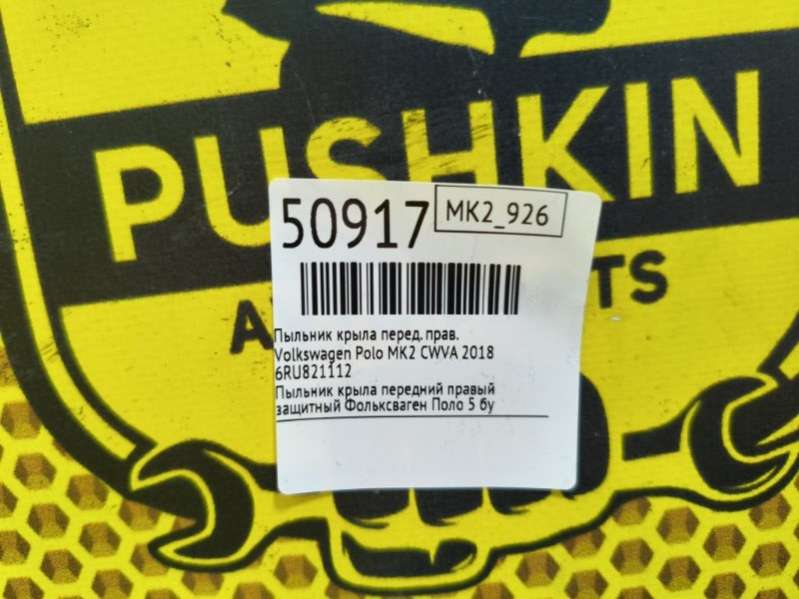 PUSHKIN
50917
MK2_926
TS
Пыльник крыла перед. прав.
Volkswagen Polo MK2 CWVA 2018
6RU821112
Пыльник крыла передний правый
защитный Фольксваген Поло 5 бу